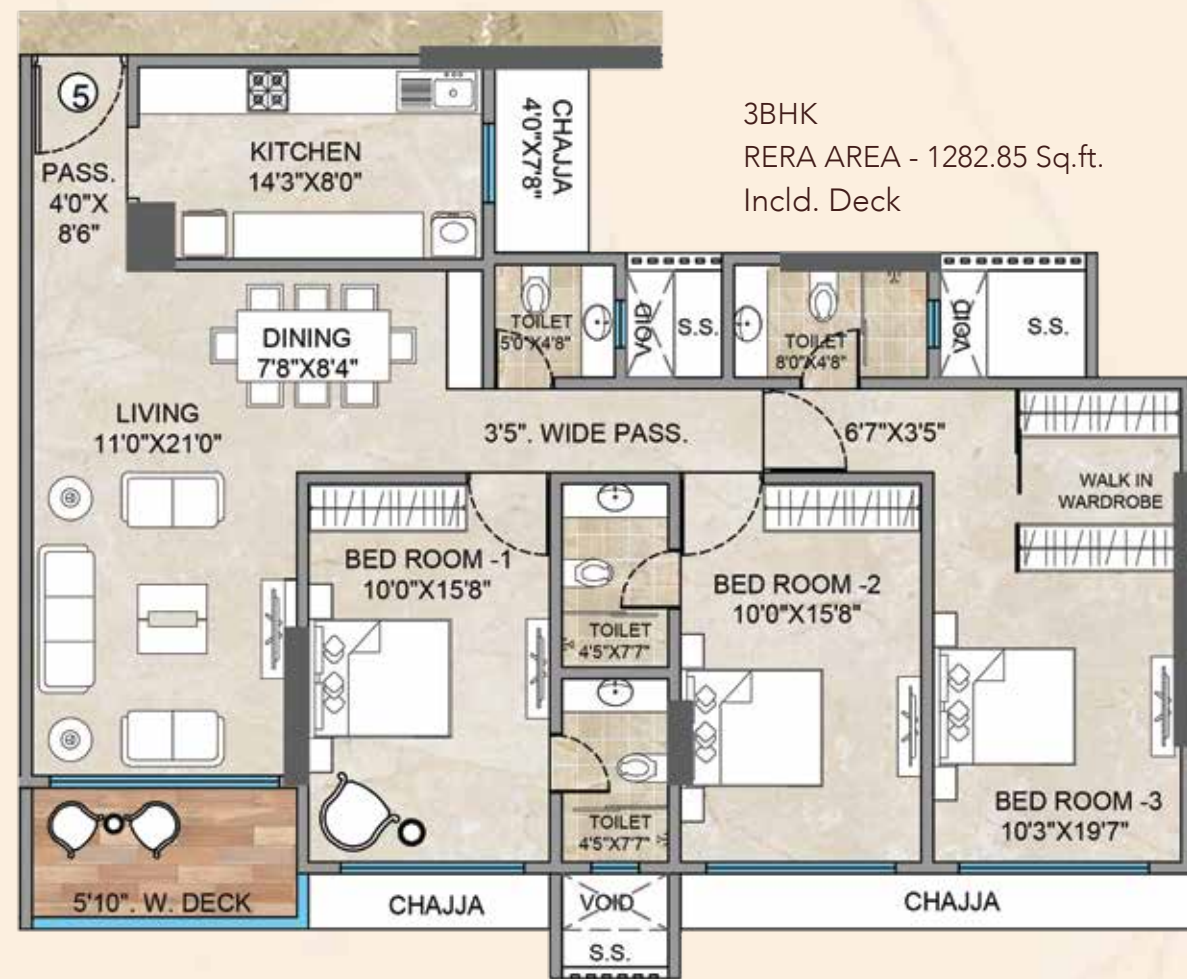 5
PASS.
4'0"X
8'6"
KITCHEN
14'3"X8'0"
CHAJJA
4'0"X7'8"
3BHK
RERA AREA - 1282.85 Sq.ft.
Incld. Deck
DINING
7'8"X8'4"
TOILET
5'0"X4'8"
VOID
S.S.
TOILET
8'0"X4'8"
VOID
S.S.
LIVING
11'0"X21'0"
3'5". WIDE PASS.
6'7"X3'5"
WALK IN
WARDROBE
BED ROOM -1
10'0"X15'8"
TOILET
4'5"X7'7"
BED ROOM -2
10'0"X15'8"
TOILET
4'5"X7'7"
BED ROOM -3
10'3"X19'7"
5'10". W. DECK
CHAJJA
VOID
S.S.
CHAJJA